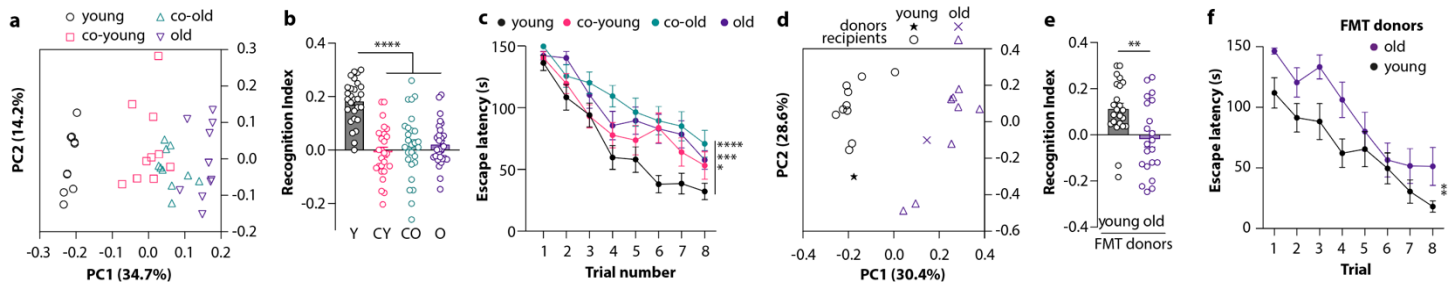 a
young
co-young
co-old
old
PC2 (14.2%)
0.3
0.2
0.1
0.0
-0.1
-0.2
-0.3 -0.2 -0.1 0.0 0.1 0.2
PC1 (34.7%)
b
****
Recognition Index
0.4
0.2
0.0
-0.2
Y CY CO O
c
young co-young co-old old
Escape latency (s)
150
100
50
0
****
***
*
1 2 3 4 5 6 7 8
Trial number
d
young old
donors
recipients
PC2 (28.6%)
0.4
0.2
0.0
-0.2
-0.4
-0.6
-0.4 -0.2 0.0 0.2 0.4
PC1 (30.4%)
e
**
Recognition Index
0.4
0.2
0.0
-0.2
-0.4
young old
FMT donors
f
FMT donors
old
young
Escape latency (s)
150
100
50
0
**
1 2 3 4 5 6 7 8
Trial